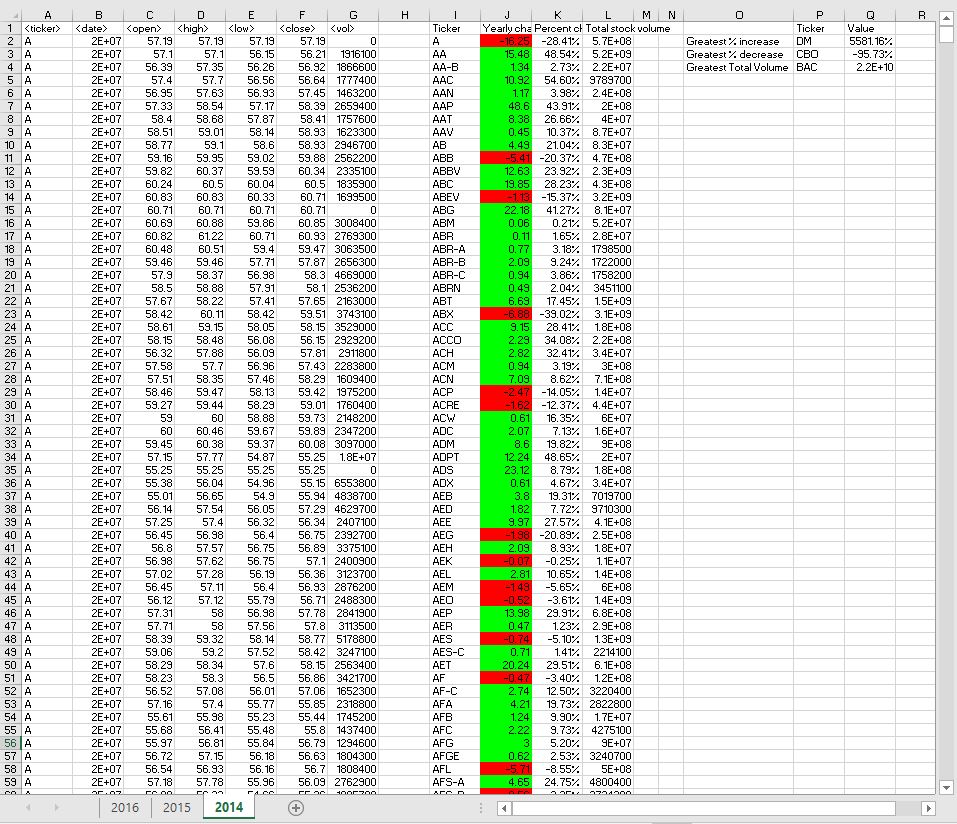 A B C D E F G H I J K L M N O P Q R
1 <ticker> <date> <open> <high> <low> <close> <vol> Ticker Yearly cha Percent ch Total stock volume Ticker Value
2 A 2E+07 57.19 57.19 57.19 57.19 0 A -16.25 -28.41% 5.7E+08 Greatest % increase DM 5581.16%
3 A 2E+07 57.1 57.1 56.15 56.21 1916100 AA 15.48 48.54% 5.2E+09 Greatest % decrease CBO -95.73%
4 A 2E+07 56.39 57.35 56.26 56.92 1866600 AA-B 1.34 2.73% 2.2E+07 Greatest Total Volume BAC 2.2E+10
5 A 2E+07 57.4 57.7 56.56 56.64 1777400 AAC 10.92 54.60% 9789700
6 A 2E+07 56.95 57.63 56.93 57.45 1463200 AAN 1.17 3.98% 2.4E+08
7 A 2E+07 57.33 58.54 57.17 58.39 2659400 AAP 48.6 43.91% 2E+08
8 A 2E+07 58.4 58.68 57.87 58.41 1757600 AAT 8.38 26.66% 4E+07
9 A 2E+07 58.51 59.01 58.14 58.93 1623300 AAV 0.45 10.37% 8.7E+07
10 A 2E+07 58.77 59.1 58.6 58.93 2946700 AB 4.49 21.04% 8.3E+07
11 A 2E+07 59.16 59.95 59.02 59.88 2562200 ABB -5.41 -20.37% 4.7E+08
12 A 2E+07 59.82 60.37 59.59 60.34 2335100 ABBV 12.63 23.92% 2.3E+09
13 A 2E+07 60.24 60.5 60.04 60.5 1835900 ABC 19.85 28.23% 4.3E+08
14 A 2E+07 60.83 60.83 60.33 60.71 1699500 ABEV -1.13 -15.37% 3.2E+09
15 A 2E+07 60.71 60.71 60.71 60.71 0 ABG 22.18 41.27% 8.1E+07
16 A 2E+07 60.69 60.88 59.86 60.85 3008400 ABM 0.06 0.21% 5.2E+07
17 A 2E+07 60.82 61.22 60.71 60.93 2769300 ABR 0.11 1.65% 2.8E+07
18 A 2E+07 60.48 60.51 59.4 59.47 3063500 ABR-A 0.77 3.18% 1798500
19 A 2E+07 59.46 59.46 57.71 57.87 2656300 ABR-B 2.09 9.24% 1722000
20 A 2E+07 57.9 58.37 56.98 58.3 4669000 ABR-C 0.94 3.86% 1758200
21 A 2E+07 58.5 58.88 57.91 58.1 2536200 ABRN 0.49 2.04% 3451100
22 A 2E+07 57.67 58.22 57.41 57.65 2163000 ABT 6.69 17.45% 1.5E+09
23 A 2E+07 58.42 60.11 58.42 59.51 3743100 ABX -6.88 -39.02% 3.1E+09
24 A 2E+07 58.61 59.15 58.05 58.15 3529000 ACC 9.15 28.41% 1.8E+08
25 A 2E+07 58.15 58.48 56.08 56.15 2929200 ACCO 2.29 34.08% 2.2E+08
26 A 2E+07 56.32 57.88 56.09 57.81 2911800 ACH 2.82 32.41% 3.4E+07
27 A 2E+07 57.58 57.7 56.96 57.43 2283800 ACM 0.94 3.19% 3E+08
28 A 2E+07 57.51 58.35 57.46 58.29 1609400 ACN 7.09 8.62% 7.1E+08
29 A 2E+07 58.46 59.47 58.13 59.42 1975200 ACP -2.47 -14.05% 1.4E+07
30 A 2E+07 59.27 59.44 58.29 59.01 1760400 ACRE -1.62 -12.37% 4.4E+07
31 A 2E+07 59 60 58.68 59.73 2148200 ACW 0.61 16.35% 6E+07
32 A 2E+07 60 60.46 59.67 59.89 2347200 ADC 2.07 7.13% 1.6E+07
33 A 2E+07 59.45 60.38 59.37 60.08 3097000 ADM 8.6 19.82% 9E+08
34 A 2E+07 57.15 57.77 54.87 55.25 1.8E+07 ADPT 12.24 48.65% 2E+07
35 A 2E+07 55.25 55.25 55.25 55.25 0 ADS 23.12 8.79% 1.8E+08
36 A 2E+07 55.38 56.04 54.96 55.15 6553800 ADX 0.61 4.67% 3.4E+07
37 A 2E+07 55.01 56.65 54.9 55.94 4838700 AEB 3.8 19.31% 7019700
38 A 2E+07 56.14 57.54 56.05 57.29 4629700 AED 1.82 7.72% 9710300
39 A 2E+07 57.25 57.4 56.32 56.34 2407100 AEE 9.97 27.57% 4.1E+08
40 A 2E+07 56.45 56.98 56.4 56.75 2392700 AEG -1.98 -20.89% 2.5E+08
41 A 2E+07 56.8 57.57 56.75 56.89 3375100 AEH 2.09 8.93% 1.8E+07
42 A 2E+07 56.98 57.62 56.75 57.1 2400900 AEK -0.07 -0.25% 1.1E+07
43 A 2E+07 57.02 57.28 56.19 56.36 3123700 AEL 2.81 10.65% 1.4E+08
44 A 2E+07 56.45 57.11 56.4 56.93 2876200 AEM -1.49 -5.65% 6E+08
45 A 2E+07 56.12 57.12 55.79 56.71 2488300 AEO -0.52 -3.61% 1.4E+09
46 A 2E+07 57.31 58 56.98 57.78 2841900 AEP 13.98 29.91% 6.8E+08
47 A 2E+07 57.71 58 57.56 57.8 3113500 AER 0.47 1.23% 2.9E+08
48 A 2E+07 58.39 59.32 58.14 58.77 5178800 AES -0.74 -5.10% 1.3E+09
49 A 2E+07 59.06 59.2 57.52 58.42 3247100 AES-C 0.71 1.41% 2214100
50 A 2E+07 58.29 58.34 57.6 58.15 2563400 AET 20.24 29.51% 6.1E+08
51 A 2E+07 58.23 58.3 56.5 56.86 3421700 AF -0.47 -3.40% 1.2E+08
52 A 2E+07 56.52 57.08 56.01 57.06 1652300 AF-C 2.74 12.50% 3220400
53 A 2E+07 57.16 57.4 55.77 55.85 2318800 AFA 4.21 19.73% 2822800
54 A 2E+07 55.61 55.98 55.23 55.44 1745200 AFB 1.24 9.90% 1.7E+07
55 A 2E+07 55.68 56.41 55.48 55.8 1437400 AFC 2.22 9.73% 4275100
56 A 2E+07 55.97 56.81 55.84 56.79 1294600 AFG 3 5.20% 9E+07
57 A 2E+07 56.72 57.15 56.18 56.63 1804300 AFGE 0.62 2.53% 3240700
58 A 2E+07 56.54 56.93 56.16 56.7 1808400 AFL -5.71 -8.55% 5E+08
59 A 2E+07 57.18 57.78 55.96 56.09 2762900 AFS-A 4.65 24.75% 4800400
2016 2015 2014